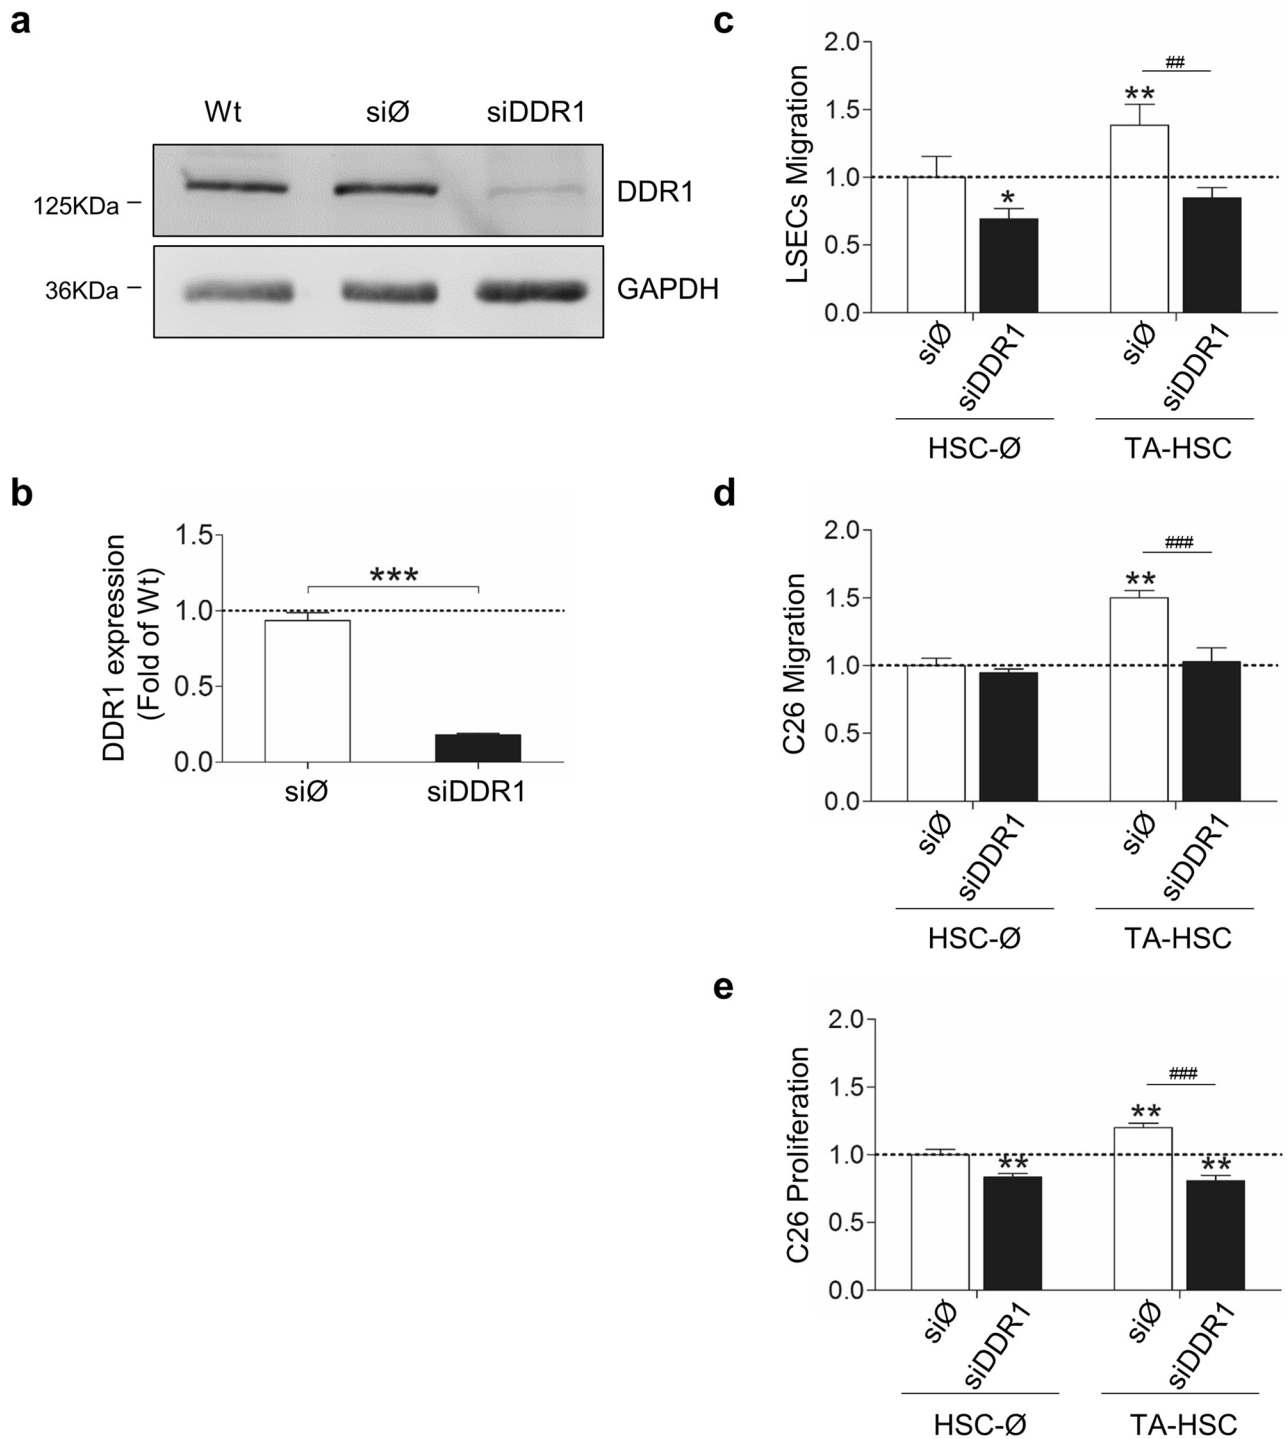 a
Wt siØ siDDR1
125KDa – DDR1
36KDa – GAPDH
b
DDR1 expression
(Fold of Wt)
1.5
1.0
0.5
0.0
***
siØ siDDR1
c
LSECs Migration
2.0
1.5
1.0
0.5
0.0
*
**
##
siØ siDDR1 siØ siDDR1
HSC-Ø TA-HSC
d
C26 Migration
2.0
1.5
1.0
0.5
0.0
**
###
siØ siDDR1 siØ siDDR1
HSC-Ø TA-HSC
e
C26 Proliferation
2.0
1.5
1.0
0.5
0.0
**
**
**
###
siØ siDDR1 siØ siDDR1
HSC-Ø TA-HSC